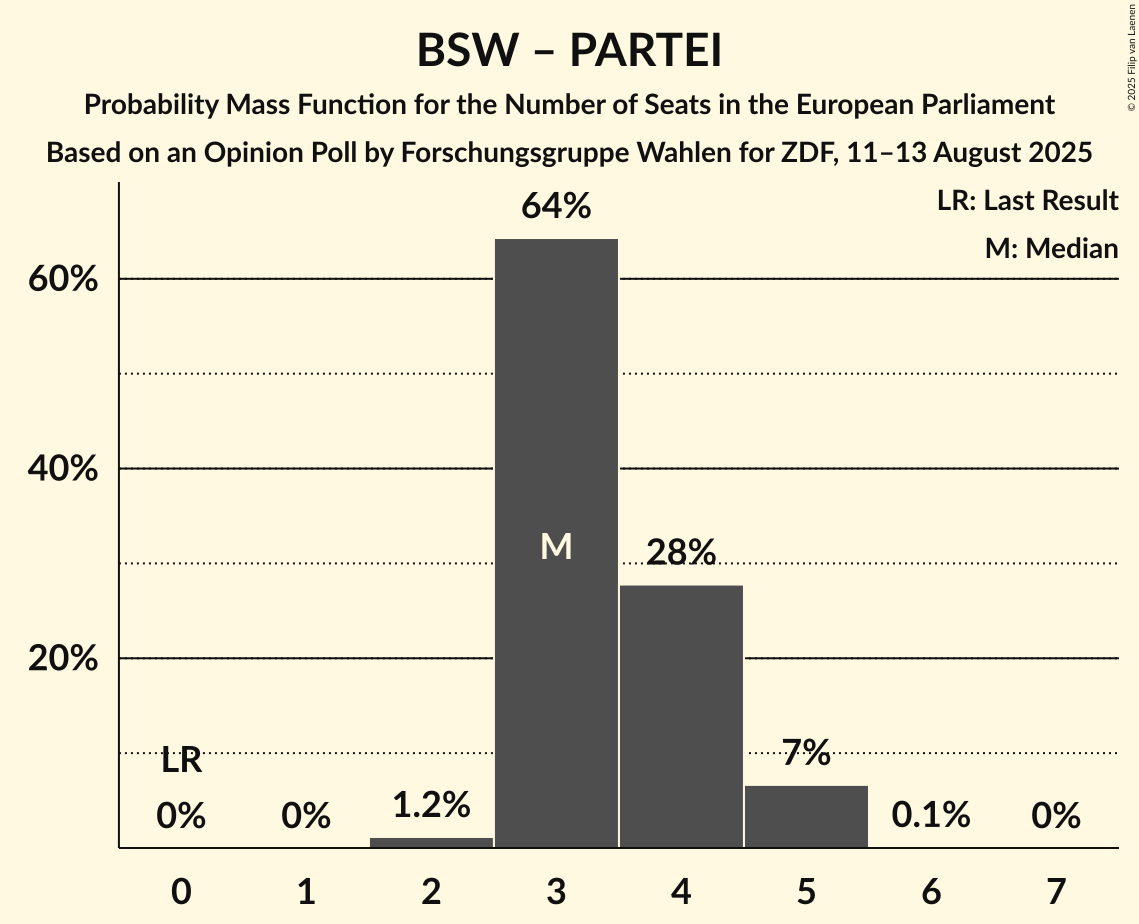 BSW – PARTEI
Probability Mass Function for the Number of Seats in the European Parliament
Based on an Opinion Poll by Forschungsgruppe Wahlen for ZDF, 11–13 August 2025
© 2025 Filip van Laenen
LR: Last Result
M: Median
60%
40%
20%
LR
0%
0%
1.2%
64%
M
28%
7%
0.1%
0%
0 1 2 3 4 5 6 7